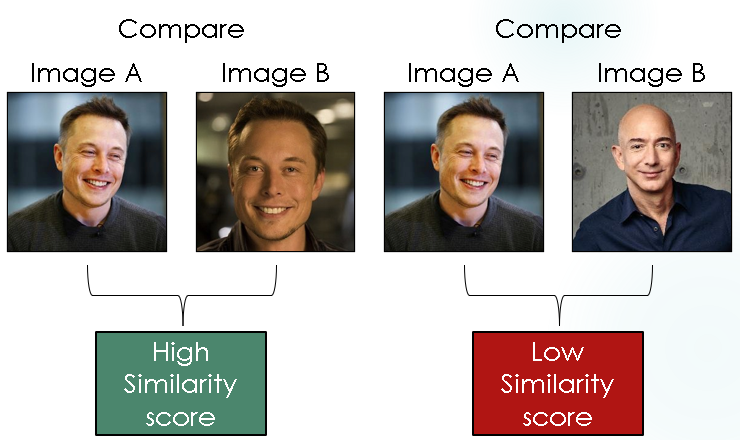 Compare
Image A
Image B
High
Similarity
score
Compare
Image A
Image B
Low
Similarity
score